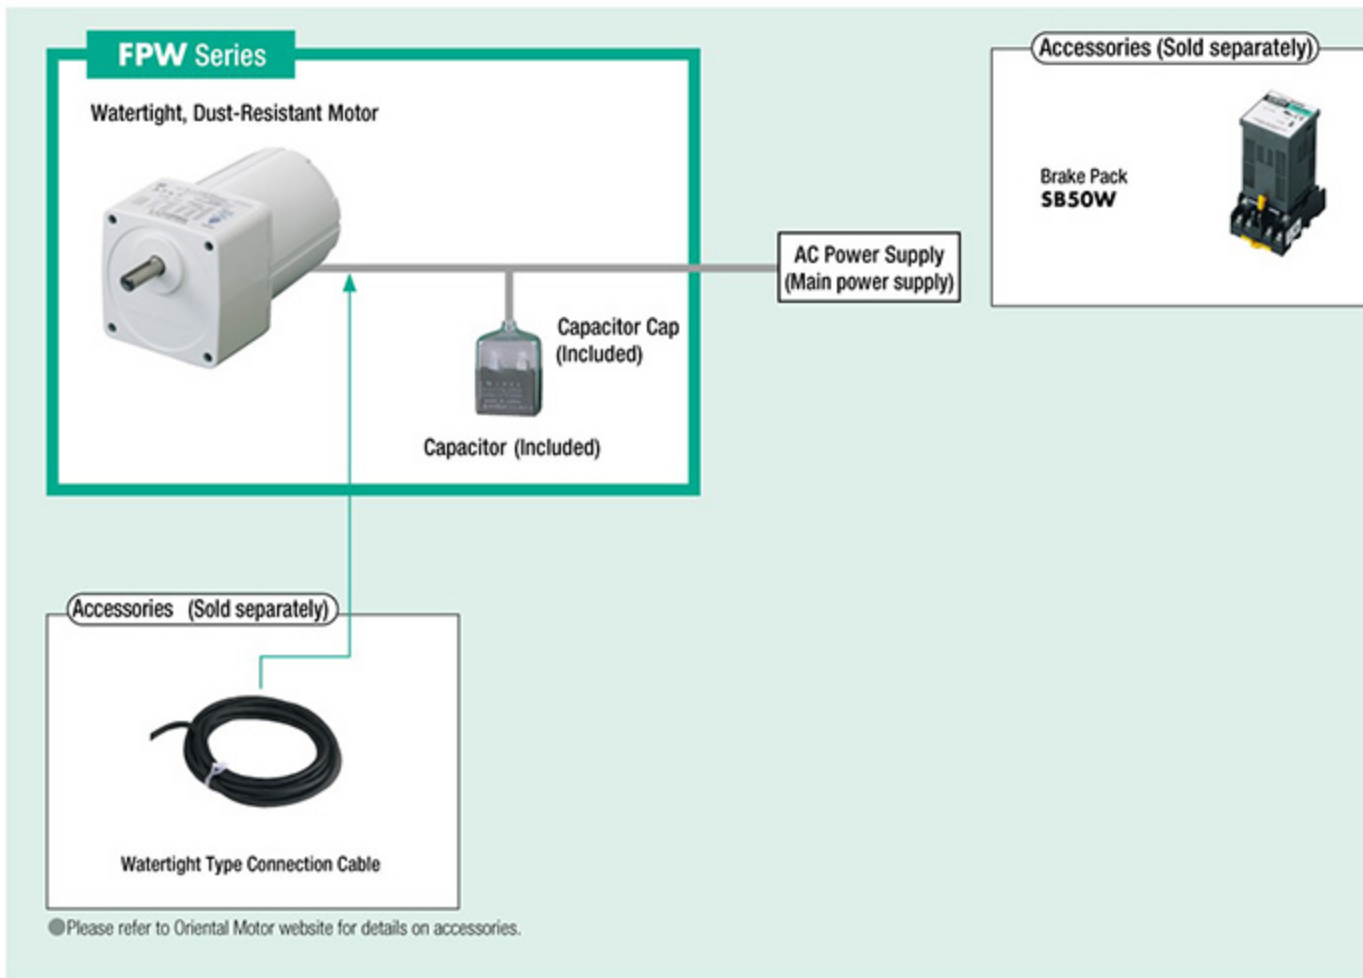 FPW Series
Watertight, Dust-Resistant Motor
Capacitor Cap
(Included)
Capacitor (Included)
AC Power Supply
(Main power supply)
Accessories (Sold separately)
Brake Pack
SB50W
Accessories (Sold separately)
Watertight Type Connection Cable
●Please refer to Oriental Motor website for details on accessories.